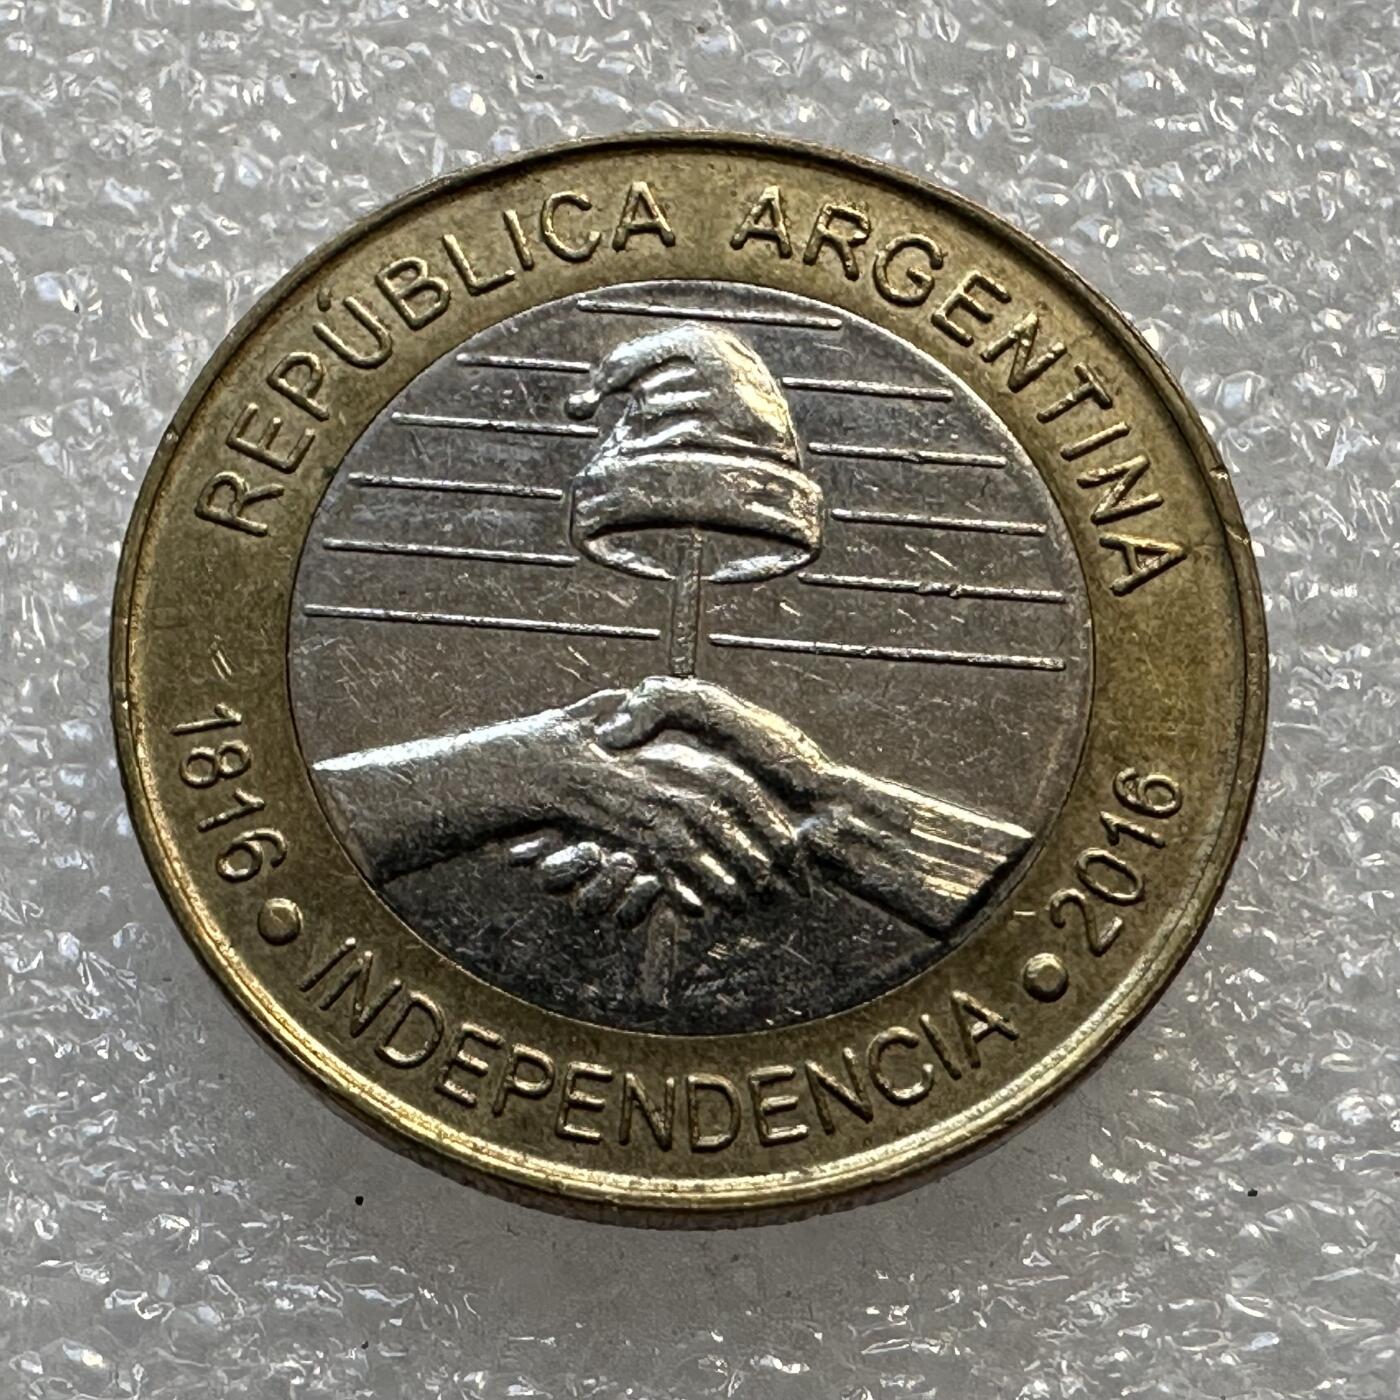 REPÚBLICA ARGENTINA
1816 • INDEPENDENCIA • 2016